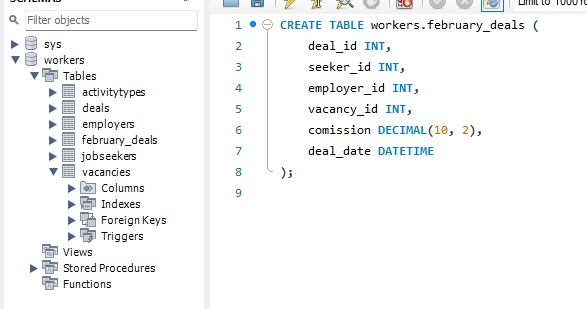 SCHEMAS
Filter objects
sys
workers
Tables
activitytypes
deals
employers
february_deals
jobseekers
vacancies
Columns
Indexes
Foreign Keys
Triggers
Views
Stored Procedures
Functions
Limit to 1000 ro
1 CREATE TABLE workers.february_deals (
2 deal_id INT,
3 seeker_id INT,
4 employer_id INT,
5 vacancy_id INT,
6 comission DECIMAL(10, 2),
7 deal_date DATETIME
8 );
9